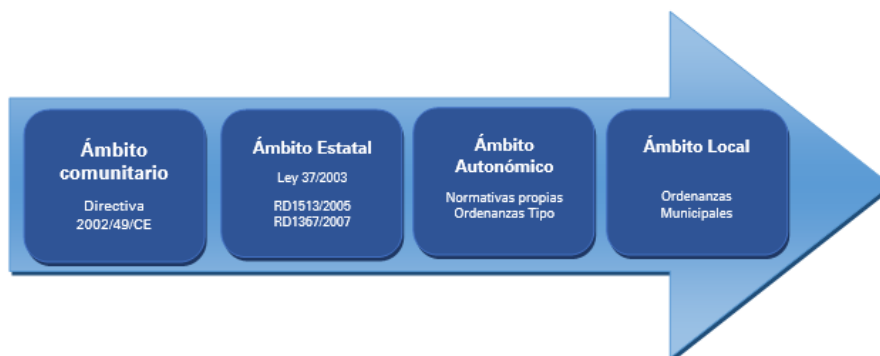 Ámbito
comunitario
Directiva
2002/49/CE
Ámbito Estatal
Ley 37/2003
RD1513/2005
RD1367/2007
Ámbito
Autonómico
Normativas propias
Ordenanzas Tipo
Ámbito Local
Ordenanzas
Municipales